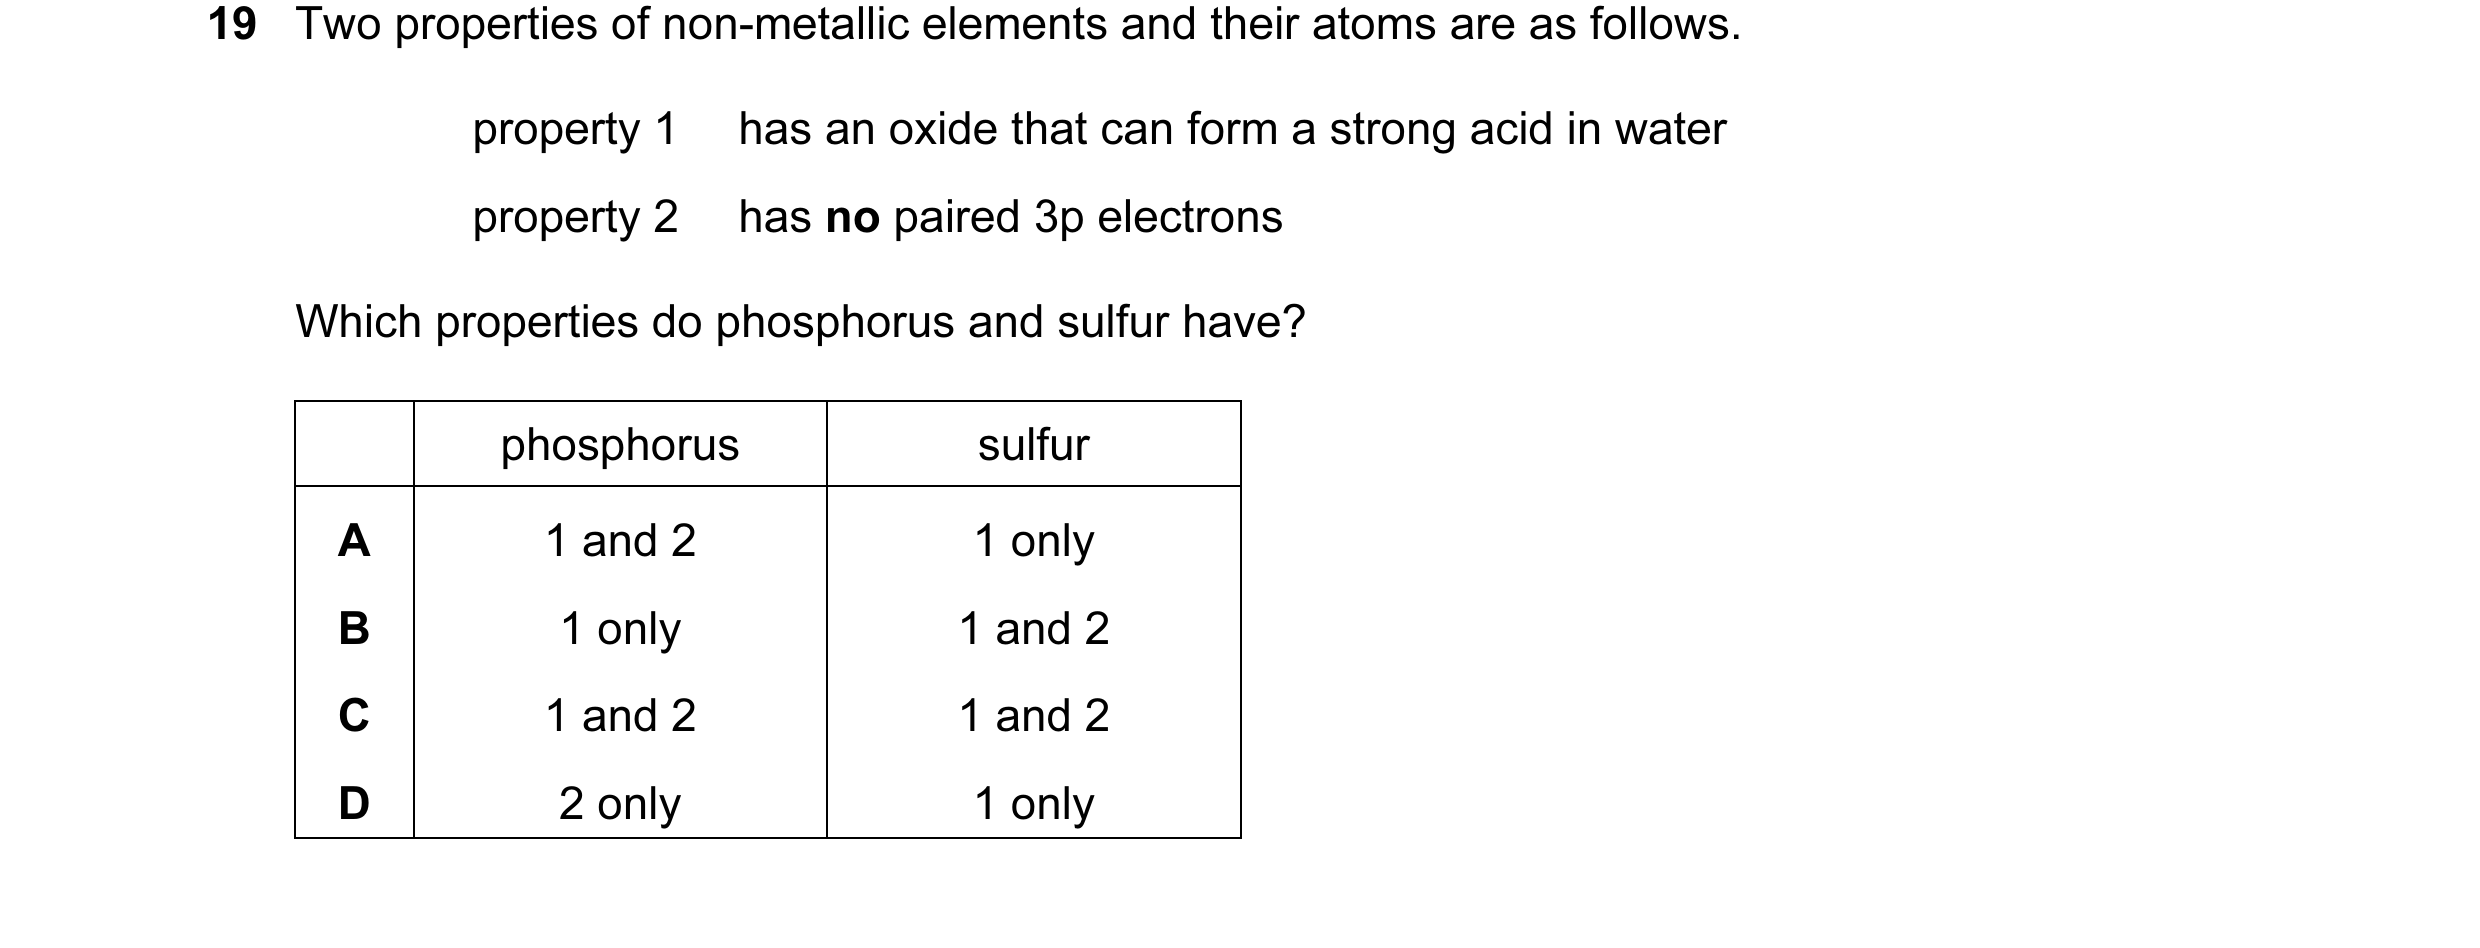 19 Two properties of non-metallic elements and their atoms are as follows.
property 1 has an oxide that can form a strong acid in water
property 2 has no paired 3p electrons
Which properties do phosphorus and sulfur have?
phosphorus sulfur
A 1 and 2 1 only
B 1 only 1 and 2
C 1 and 2 1 and 2
D 2 only 1 only